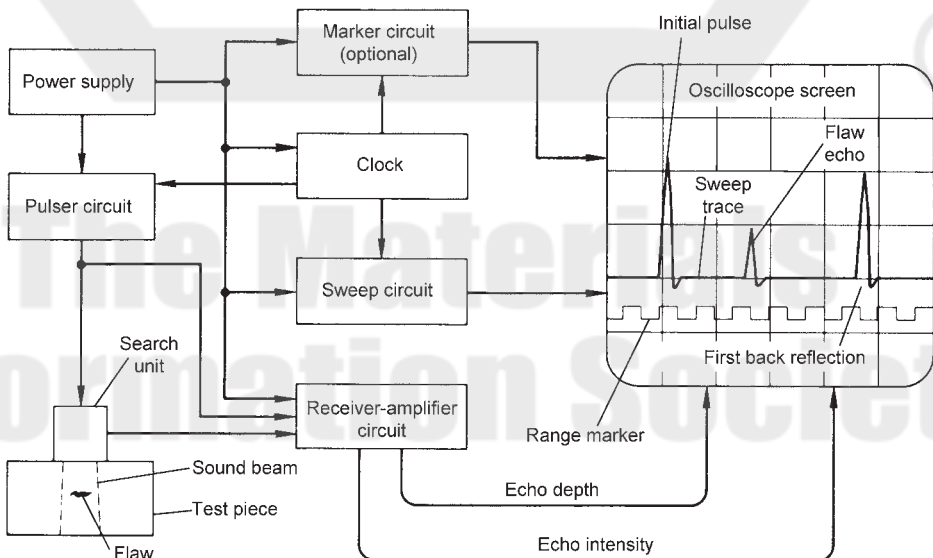 Initial pulse
Marker circuit
(optional)
Power supply
Oscilloscope screen
Flaw
echo
Clock
Sweep
trace
Pulser circuit
Sweep circuit
Search
unit
First back reflection
Receiver-amplifier
circuit
Range marker
Sound beam
Echo depth
Test piece
Flaw
Echo intensity
The Materials
ormation Societ